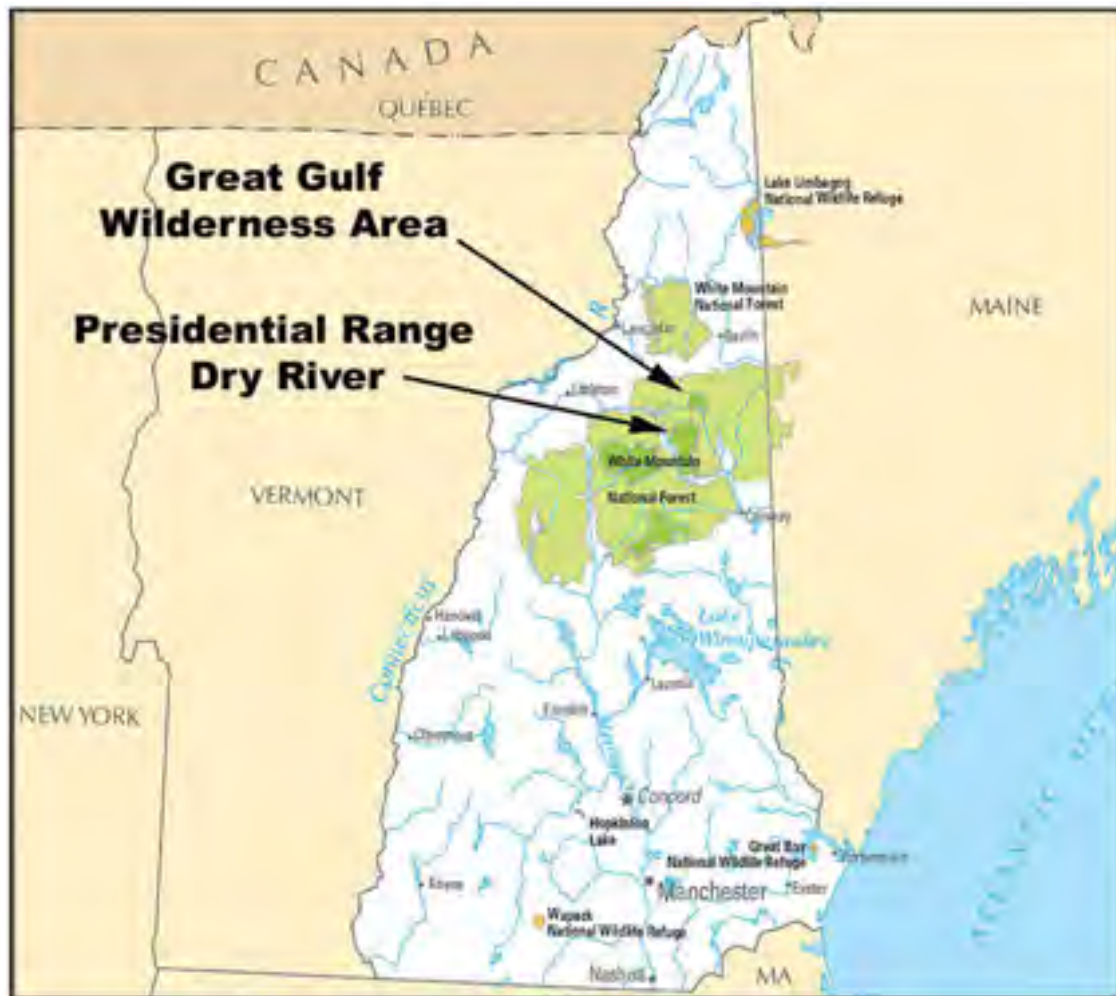 CANADA
QUÉBEC
Great Gulf
Wilderness Area
Lake Umbagog
National Wildlife Refuge
White Mountain
National Forest
R
Lancaster
Berlin
MAINE
Presidential Range
Dry River
Littleton
White Mountain
National Forest
VERMONT
Conway
Connecticut
Hanover
Lebanon
Lake
Winnipesaukee
Laconia
NEW YORK
Franklin
Claremont
Concord
Hopkinton
Lake
Great Bay
National Wildlife Refuge
Portsmouth
Keene
Manchester
Exeter
Wapack
National Wildlife Refuge
Nashua
MA
ATLANTIC